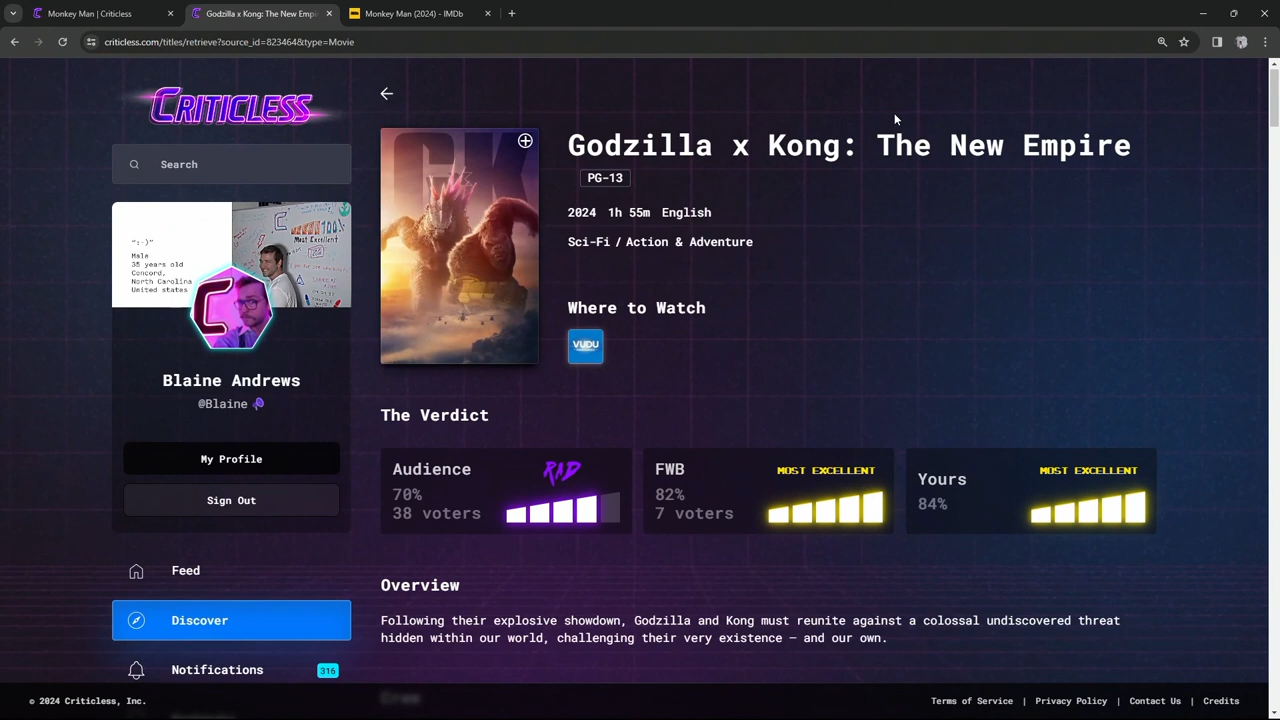 Monkey Man | Criticless
Godzilla x Kong: The New Empi
Monkey Man (2024) - IMDb
criticless.com/titles/retrieve?source_id=823464&type=Movie
CRITICLESS
Search
":-)"
Male
35 years old
Concord,
North Carolina
United states
Most Excellent
Blaine Andrews
@Blaine
My Profile
Sign Out
Feed
Discover
Notifications
316
GK
Godzilla x Kong: The New Empire
PG-13
2024 1h 55m English
Sci-Fi / Action & Adventure
Where to Watch
VUDU
The Verdict
Audience
RAD
70%
38 voters
FWB
MOST EXCELLENT
82%
7 voters
Yours
MOST EXCELLENT
84%
Overview
Following their explosive showdown, Godzilla and Kong must reunite against a colossal undiscovered threat
hidden within our world, challenging their very existence – and our own.
Crew
© 2024 Criticless, Inc.
Terms of Service | Privacy Policy | Contact Us | Credits